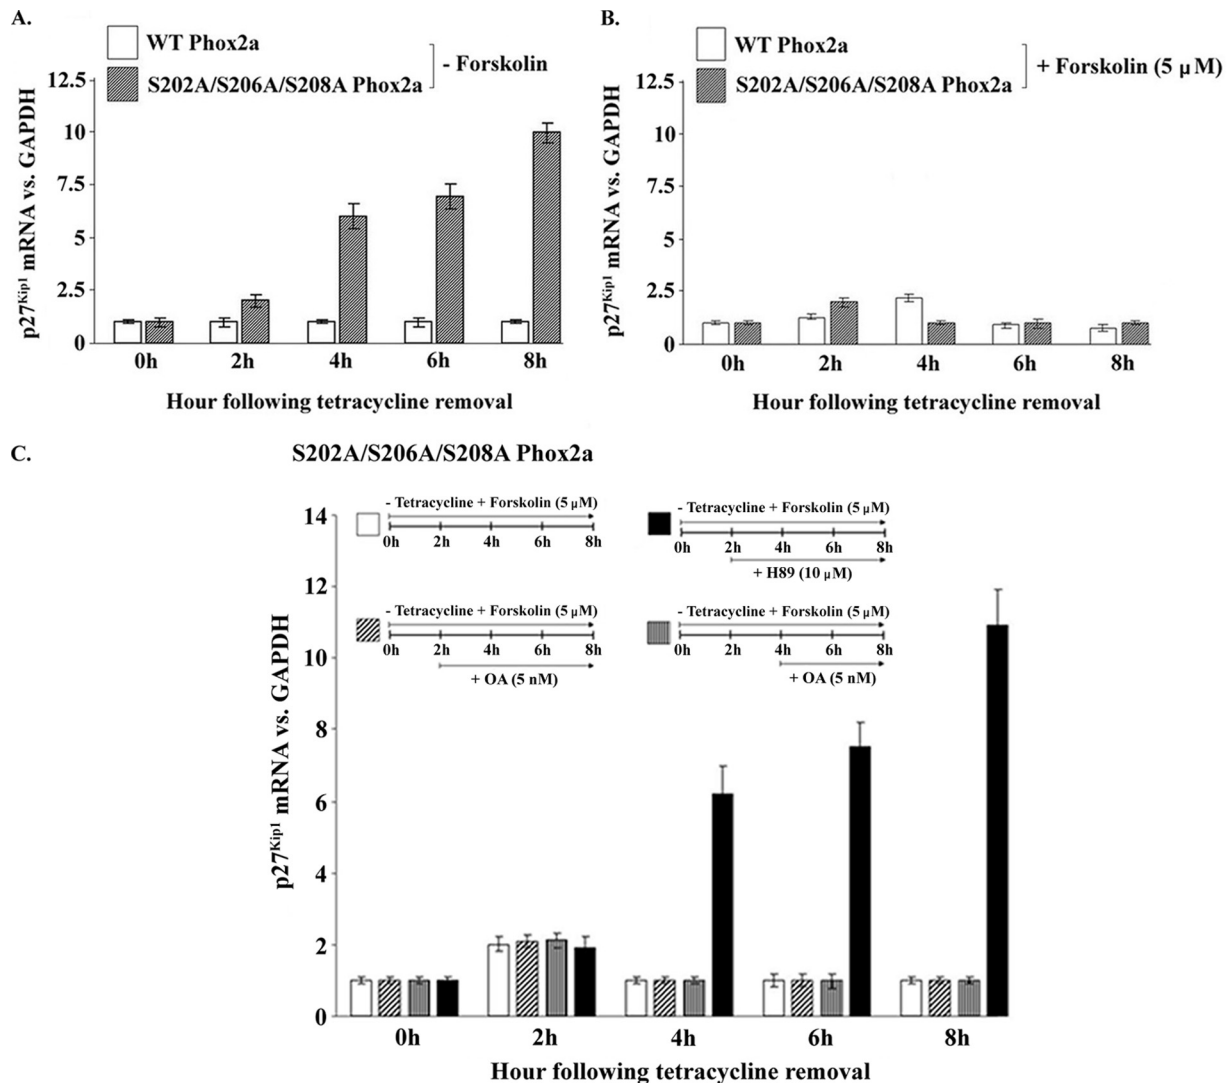 A.
WT Phox2a
S202A/S206A/S208A Phox2a
- Forskolin
p27Kip1 mRNA vs. GAPDH
12.5
10
7.5
5
2.5
0
0h 2h 4h 6h 8h
Hour following tetracycline removal
B.
WT Phox2a
S202A/S206A/S208A Phox2a
+ Forskolin (5 μM)
p27Kip1 mRNA vs. GAPDH
12.5
10
7.5
5
2.5
0
0h 2h 4h 6h 8h
Hour following tetracycline removal
C.
S202A/S206A/S208A Phox2a
- Tetracycline + Forskolin (5 μM)
0h 2h 4h 6h 8h
- Tetracycline + Forskolin (5 μM)
0h 2h 4h 6h 8h
+ H89 (10 μM)
- Tetracycline + Forskolin (5 μM)
0h 2h 4h 6h 8h
+ OA (5 nM)
- Tetracycline + Forskolin (5 μM)
0h 2h 4h 6h 8h
+ OA (5 nM)
p27Kip1 mRNA vs. GAPDH
14
12
10
8
6
4
2
0
0h 2h 4h 6h 8h
Hour following tetracycline removal